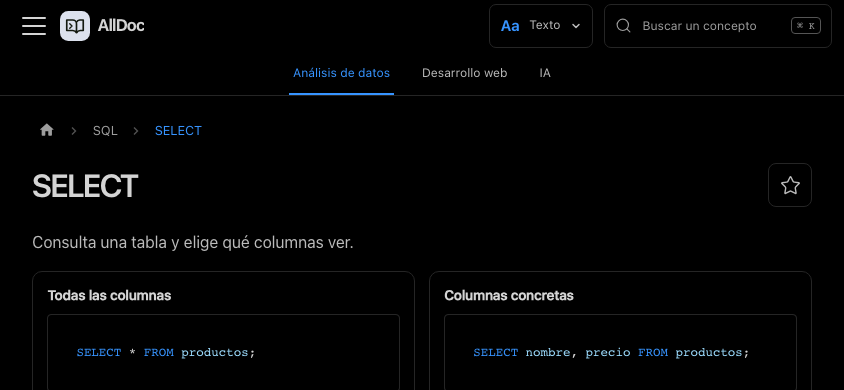 AllDoc
Aa Texto
Buscar un concepto
⌘ K
Análisis de datos
Desarrollo web
IA
SQL
SELECT
SELECT
Consulta una tabla y elige qué columnas ver.
Todas las columnas
SELECT * FROM productos;
Columnas concretas
SELECT nombre, precio FROM productos;